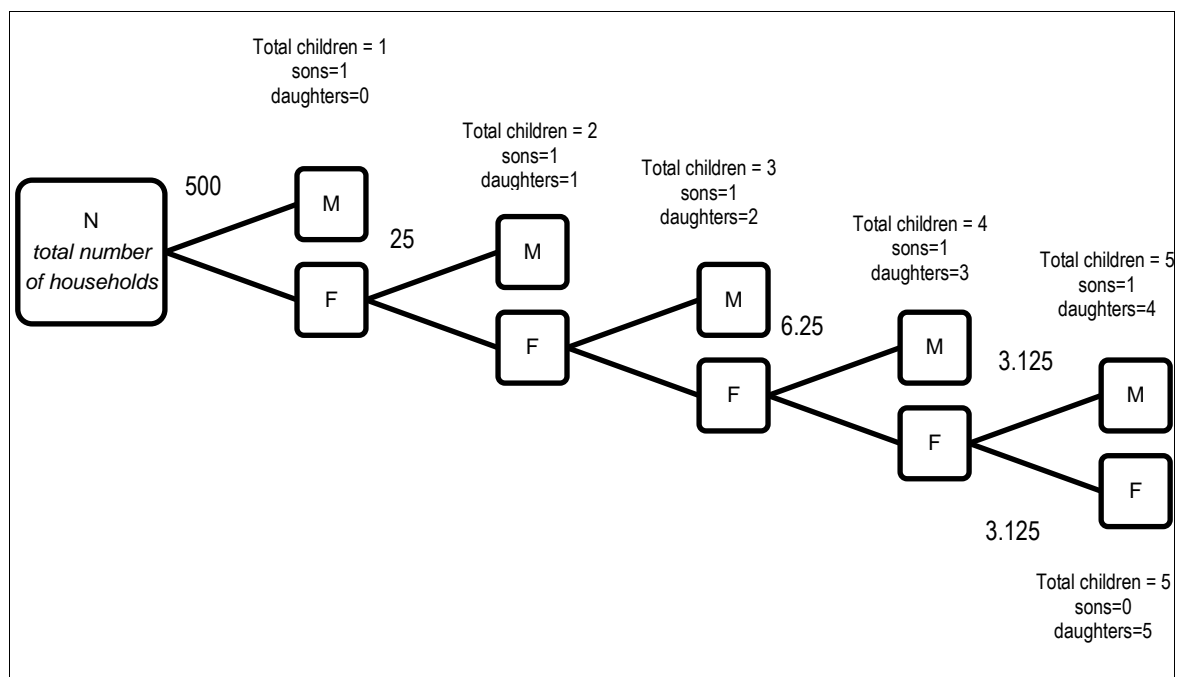 Total children = 1
sons=1
daughters=0
Total children = 2
sons=1
daughters=1
Total children = 3
sons=1
daughters=2
Total children = 4
sons=1
daughters=3
Total children = 5
sons=1
daughters=4
500
N
total number
of households
M
F
25
M
F
M
F
6.25
M
F
3.125
M
F
3.125
Total children = 5
sons=0
daughters=5